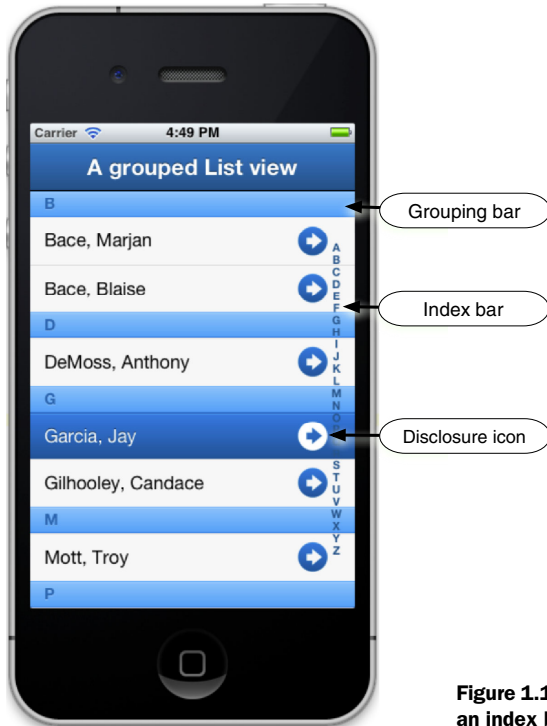 Carrier 4:49 PM
A grouped List view
B
Grouping bar
Bace, Marjan
A
B
C
D
E
F
G
H
I
J
K
L
M
N
O
S
T
U
V
W
X
Y
Z
Bace, Blaise
Index bar
D
DeMoss, Anthony
G
Garcia, Jay
Disclosure icon
Gilhooley, Candace
M
Mott, Troy
P
Figure 1.1
an index